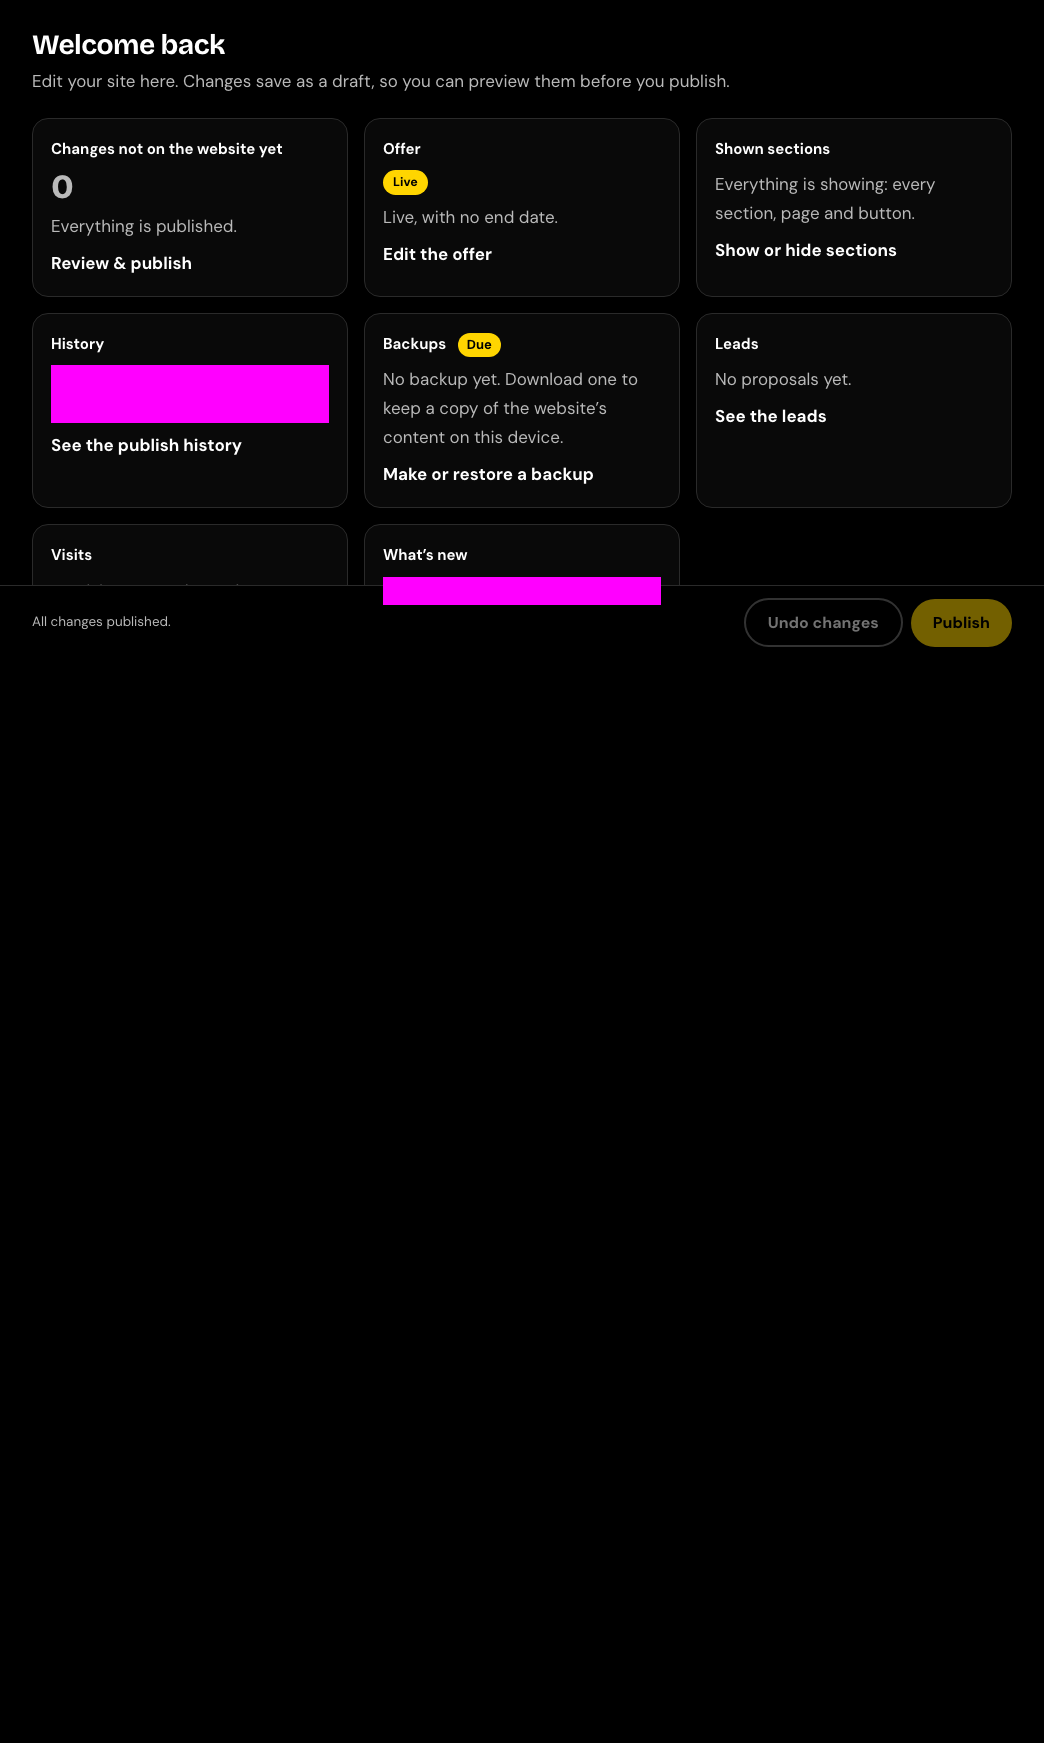 Welcome back
Edit your site here. Changes save as a draft, so you can preview them before you publish.
Changes not on the website yet
0
Everything is published.
Review & publish
Offer
Live
Live, with no end date.
Edit the offer
Shown sections
Everything is showing: every
section, page and button.
Show or hide sections
History
See the publish history
Backups
Due
No backup yet. Download one to
keep a copy of the website’s
content on this device.
Make or restore a backup
Leads
No proposals yet.
See the leads
Visits
What’s new
All changes published.
Undo changes
Publish